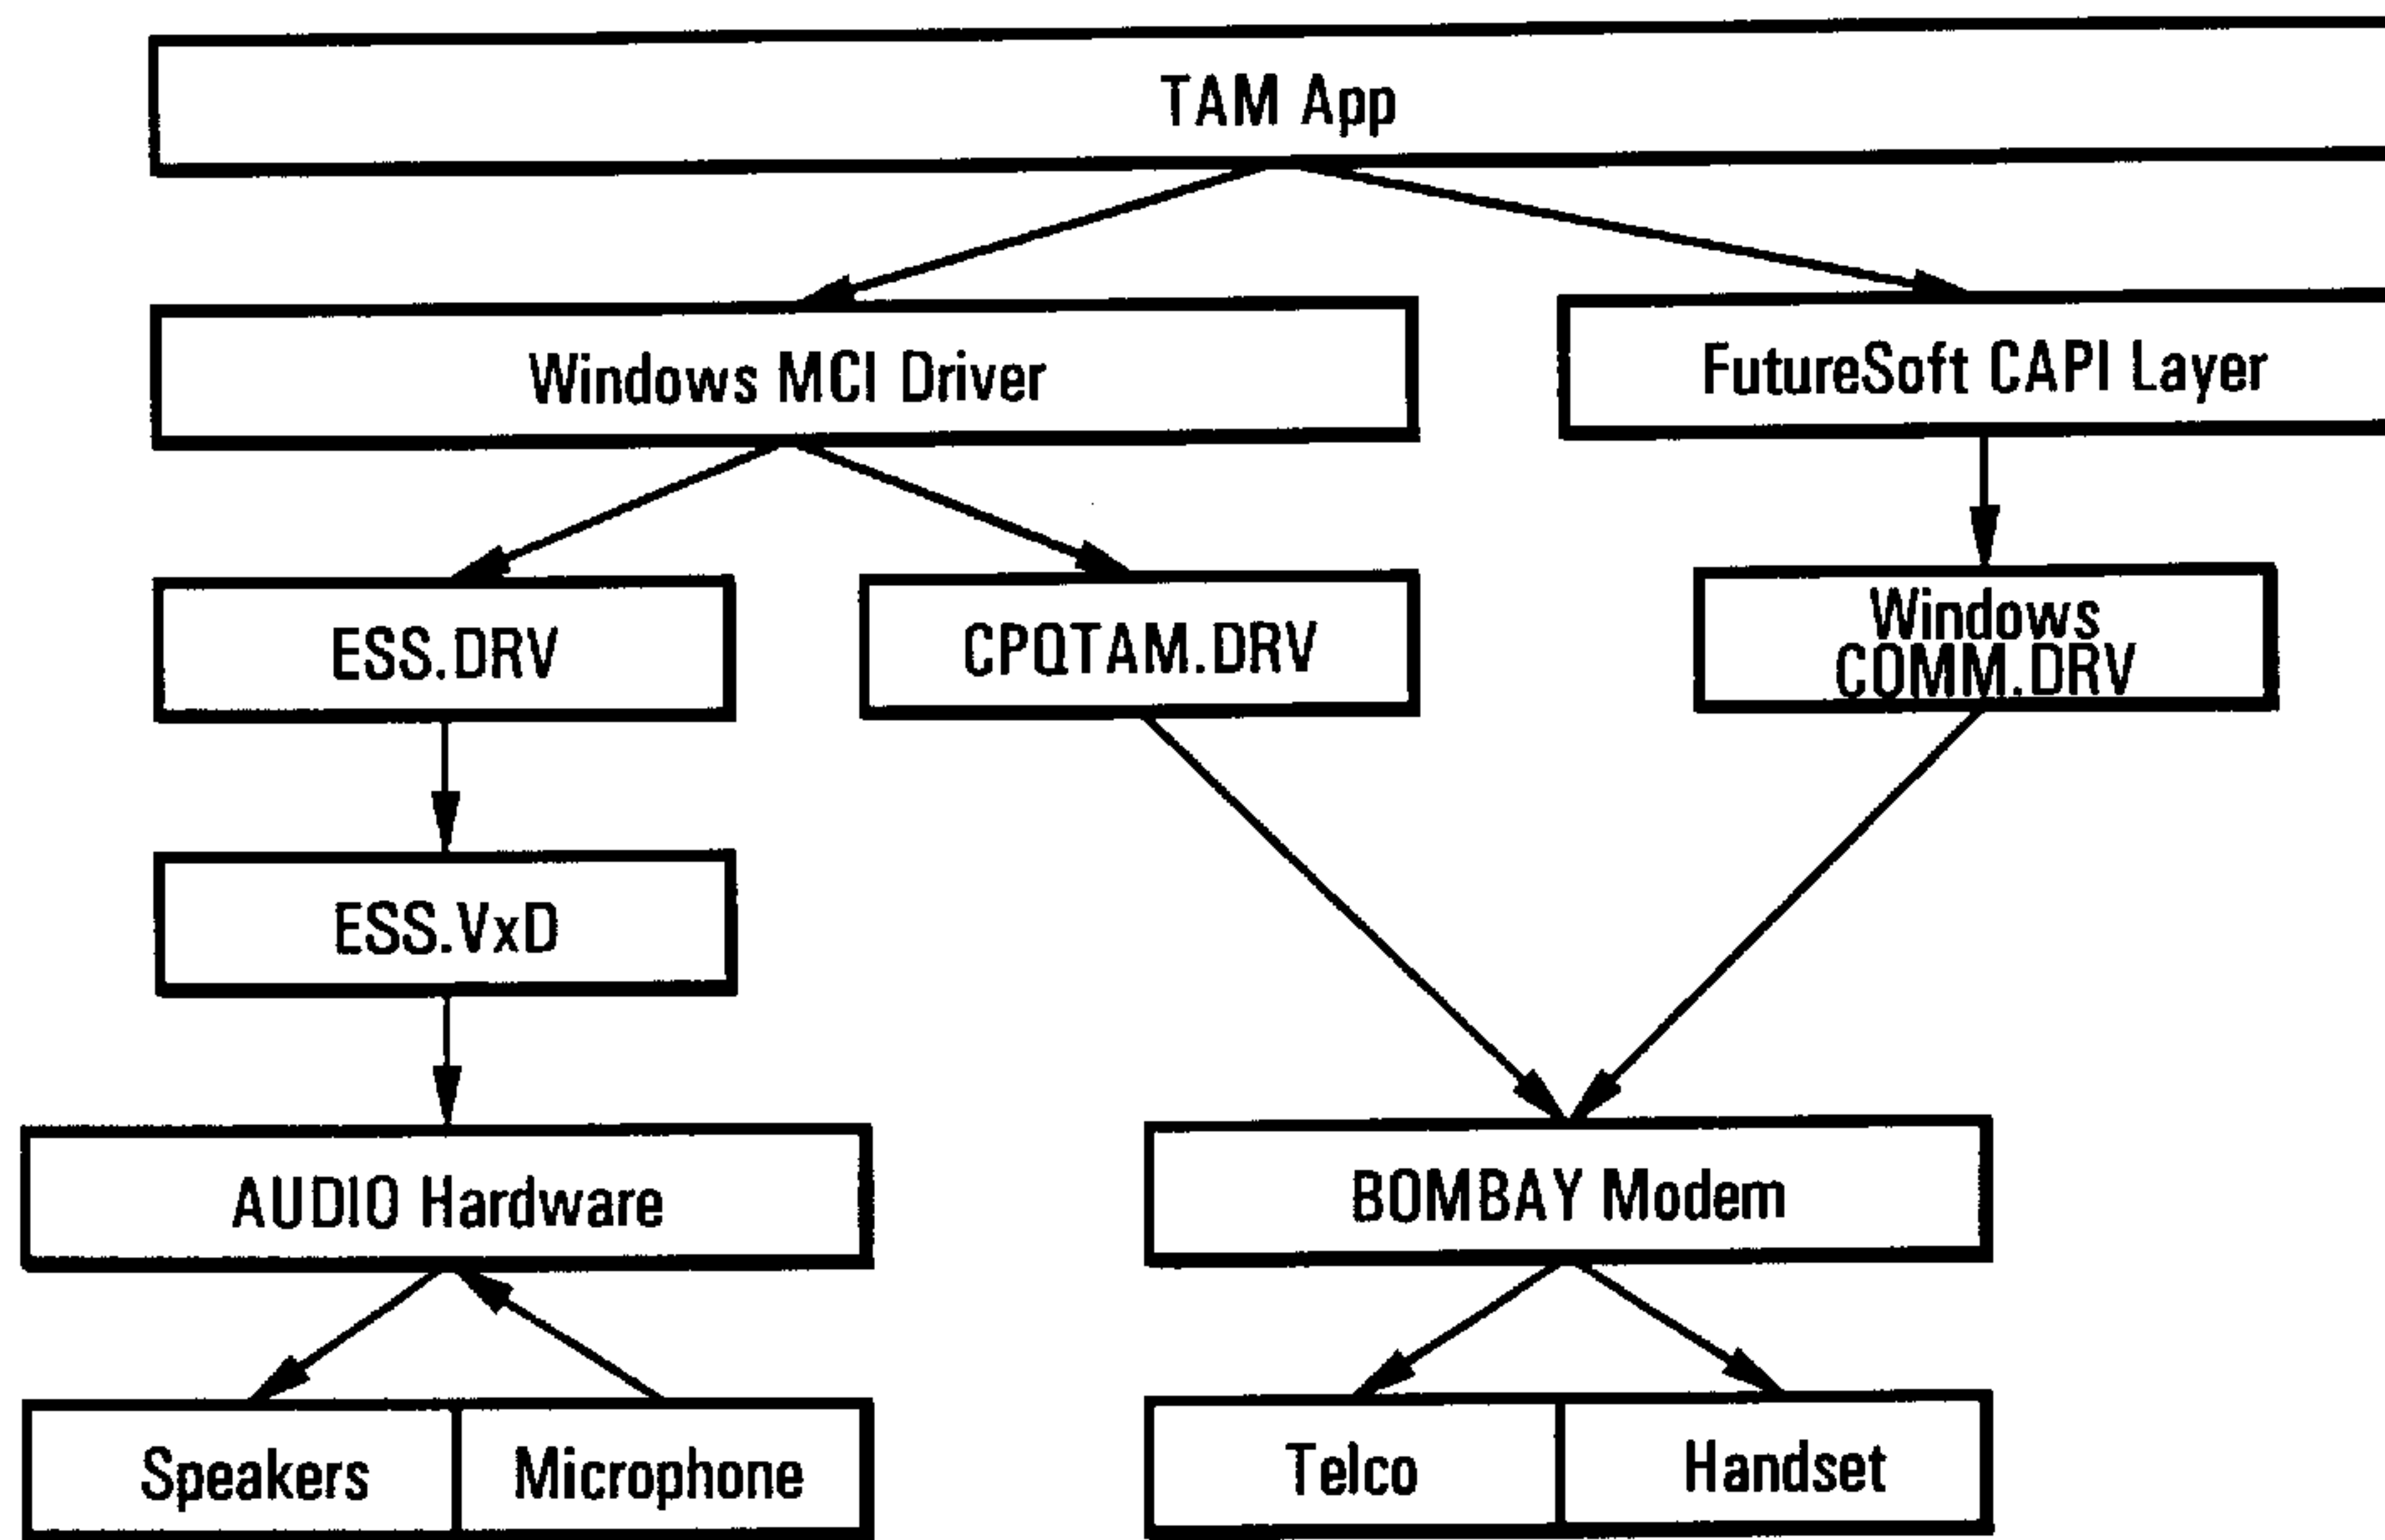 TAM App
Windows MCI Driver
FutureSoft CAPI Layer
ESS.DRV
CPQTAM.DRV
Windows
COMM.DRV
ESS.VxD
AUDIO Hardware
BOMBAY Modem
Speakers
Microphone
Telco
Handset